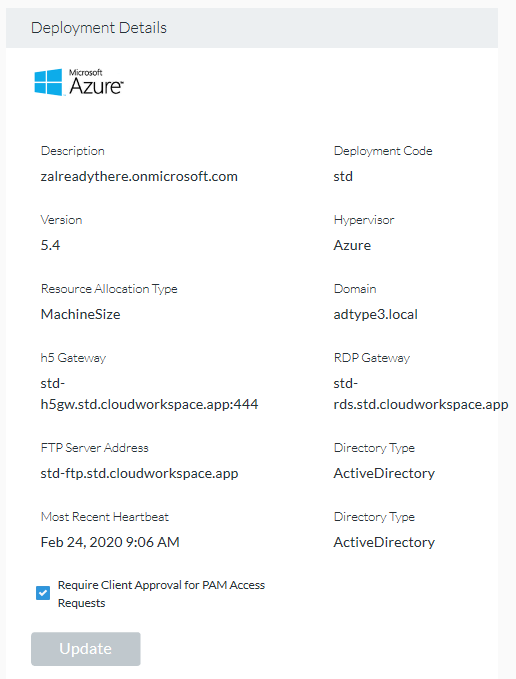 Deployment Details
Microsoft
Azure
Description
Deployment Code
zalreadythere.onmicrosoft.com
std
Version
Hypervisor
5.4
Azure
Resource Allocation Type
Domain
MachineSize
adtype3.local
h5 Gateway
RDP Gateway
std-
h5gw.std.cloudworkspace.app:444
std-
rds.std.cloudworkspace.app
FTP Server Address
Directory Type
std-ftp.std.cloudworkspace.app
ActiveDirectory
Most Recent Heartbeat
Directory Type
Feb 24, 2020 9:06 AM
ActiveDirectory
Require Client Approval for PAM Access
Requests
Update